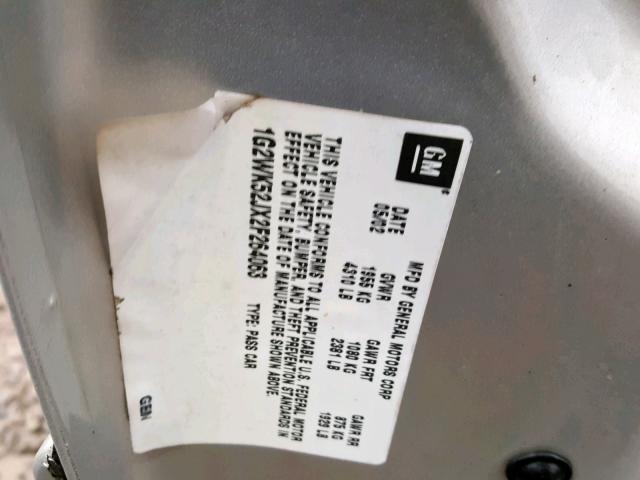 GM
MFD BY GENERAL MOTORS CORP
DATE GVWR GAWR FRT GAWR RR
05/02 1955 KG 1080 KG 875 KG
4310 LB 2381 LB 1929 LB
THIS VEHICLE CONFORMS TO ALL APPLICABLE U.S. FEDERAL MOTOR
VEHICLE SAFETY, BUMPER, AND THEFT PREVENTION STANDARDS IN
EFFECT ON THE DATE OF MANUFACTURE SHOWN ABOVE.
1G2WK52JX2F264063 TYPE: PASS CAR
GBN